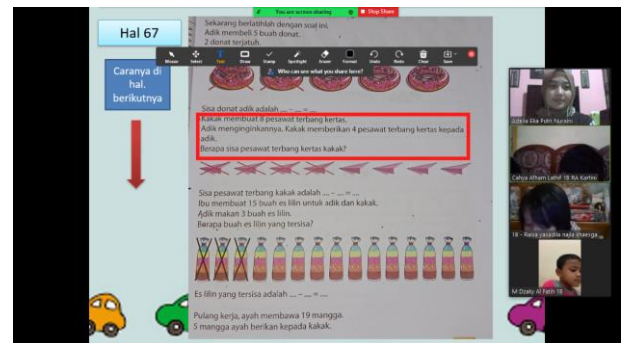 You are screen sharing
Stop Share
Hal 67
Sekarang berlatihlah dengan soal ini.
Adik membeli 5 buah donat.
2 donat terjatuh.
Mouse Select Text Draw Stamp Spotlight Eraser Format Undo Redo Clear Save
Who can see what you share here?
Caranya di
hal.
berikutnya
Sisa donat adik adalah ... – ... = ...
Kakak membuat 8 pesawat terbang kertas.
Adik menginginkannya. Kakak memberikan 4 pesawat terbang kertas kepada
adik.
Berapa sisa pesawat terbang kertas kakak?
Sisa pesawat terbang kakak adalah ... – ... = ...
Ibu membuat 15 buah es lilin untuk adik dan kakak.
Adik makan 3 buah es lilin.
Berapa buah es lilin yang tersisa?
Es lilin yang tersisa adalah ... – ... = ...
Pulang kerja, ayah membawa 19 mangga.
5 mangga ayah berikan kepada kakak.
Adelia Elia Putri Nuraini
Cahya Afham Lathif 1B RA Kartini
M Dzaky Al Fatih 1B